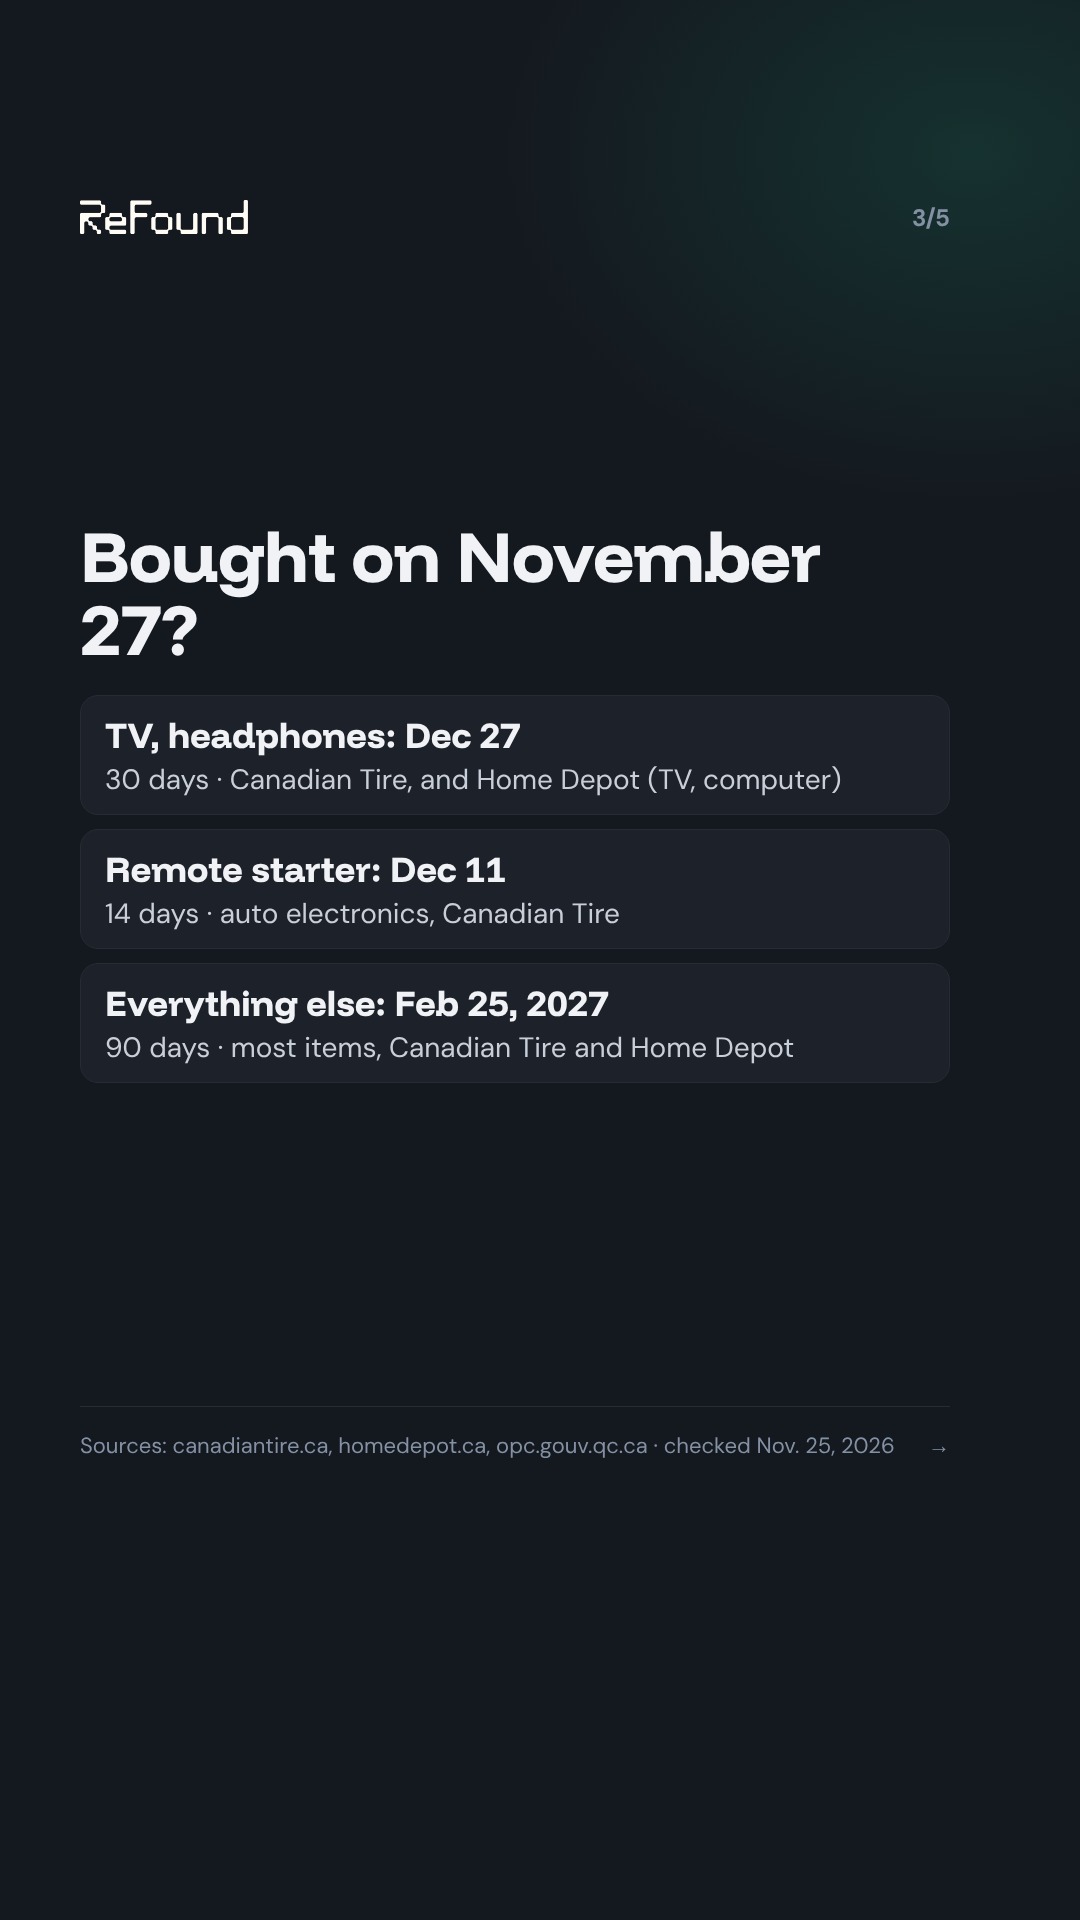 ReFound
3/5
Bought on November
27?
TV, headphones: Dec 27
30 days · Canadian Tire, and Home Depot (TV, computer)
Remote starter: Dec 11
14 days · auto electronics, Canadian Tire
Everything else: Feb 25, 2027
90 days · most items, Canadian Tire and Home Depot
Sources: canadiantire.ca, homedepot.ca, opc.gouv.qc.ca · checked Nov. 25, 2026 →